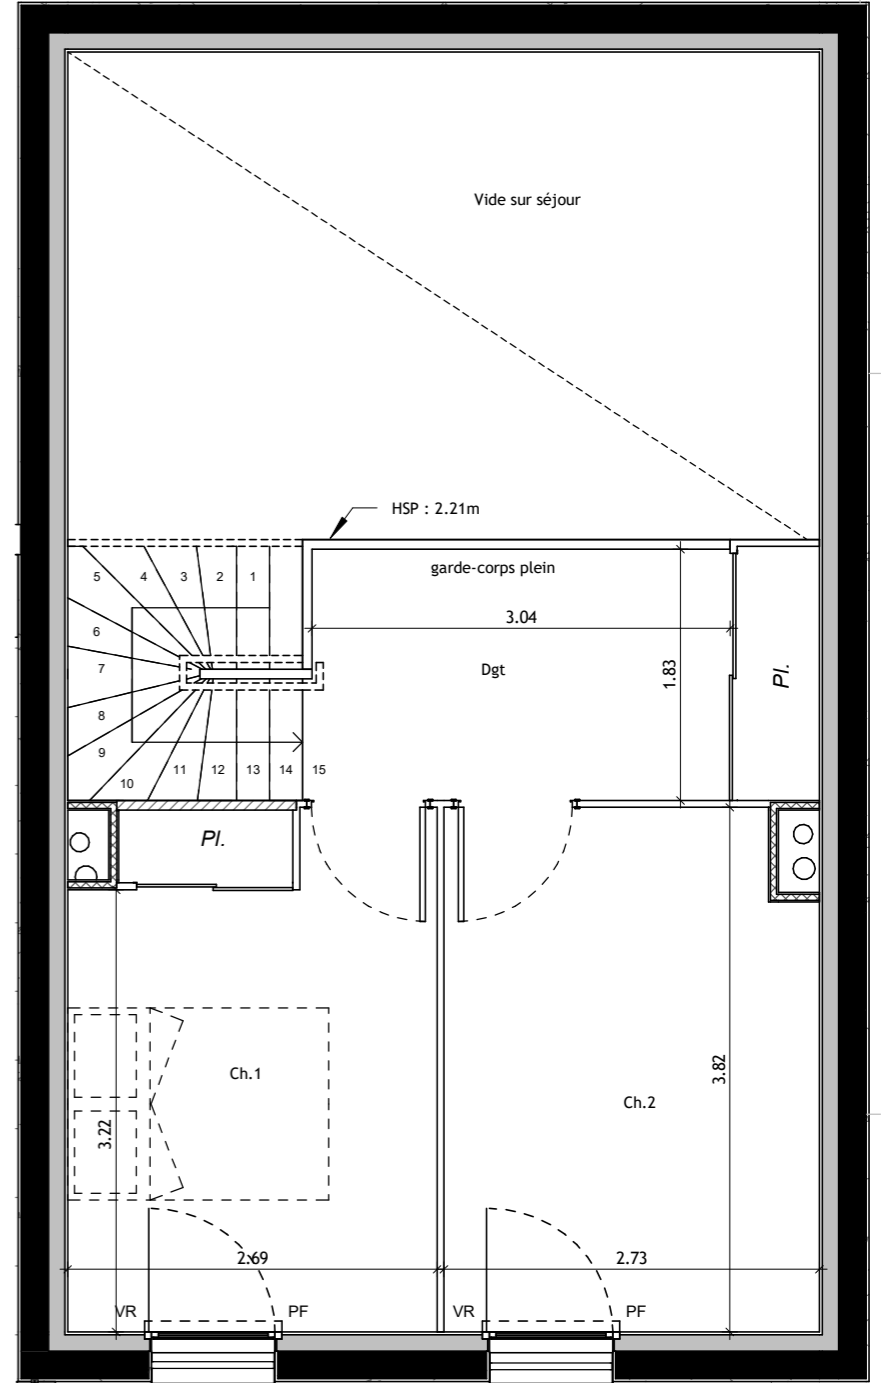 Vide sur séjour
HSP : 2.21m
garde-corps plein
5
4
3
2
1
3.04
6
7
Dgt
1.83
Pl.
8
9
10
11
12
13
14
15
Pl.
Ch.1
3.82
Ch.2
3.22
2.69
2.73
VR
PF
VR
PF